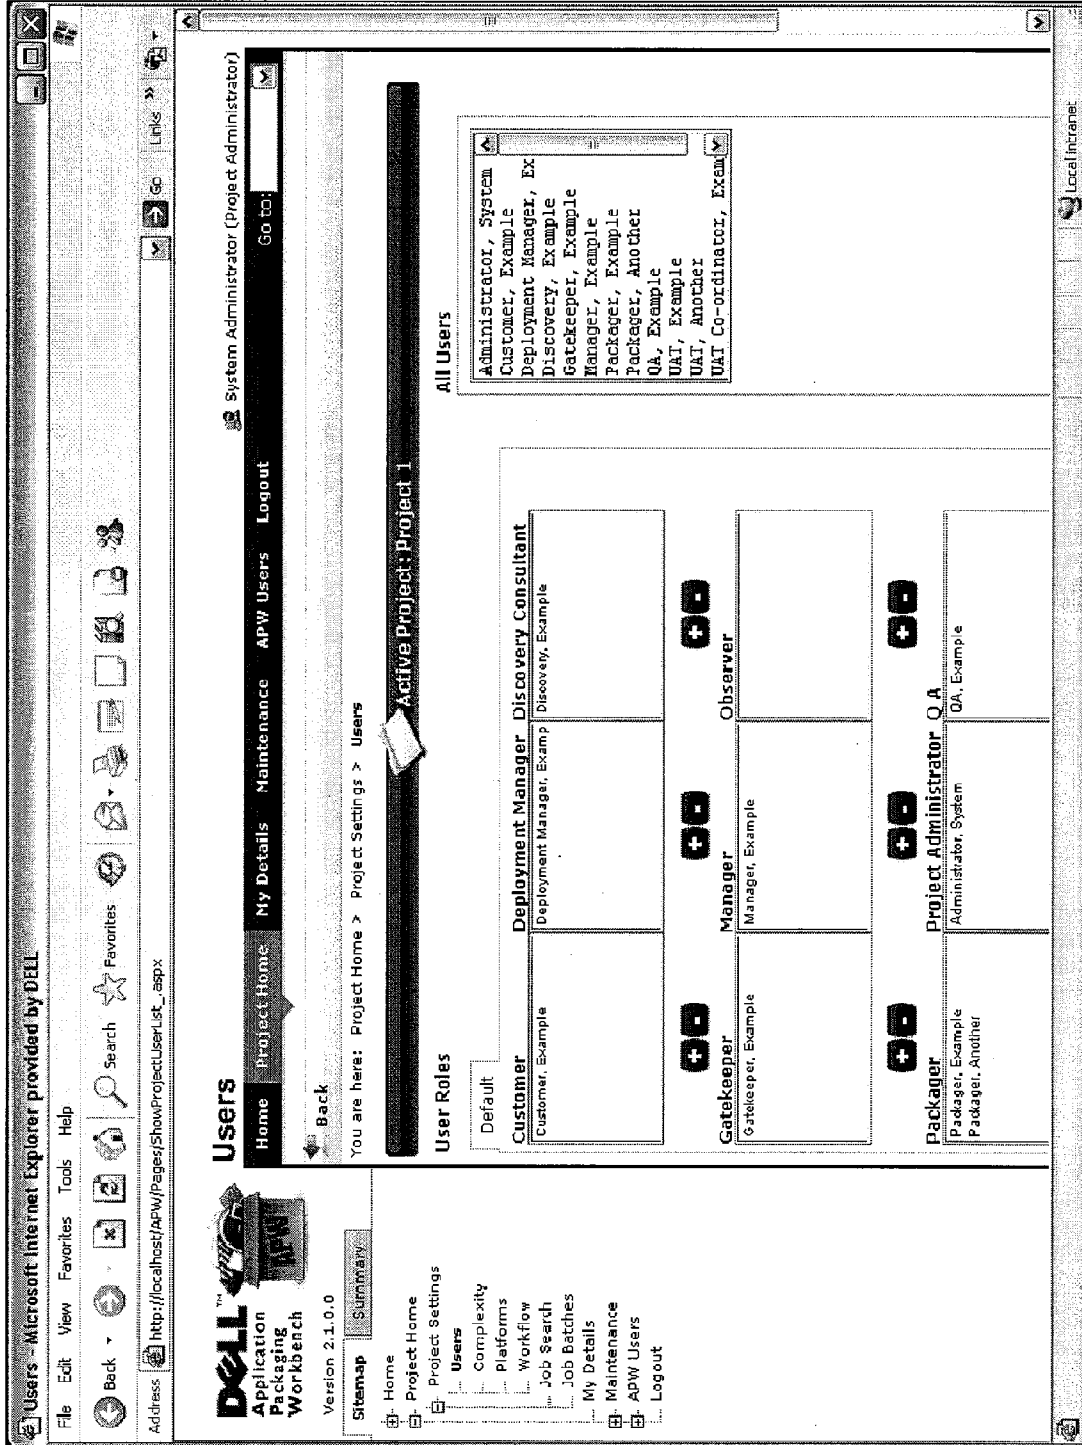 Users - Microsoft Internet Explorer provided by DELL
File Edit View Favorites Tools Help
Back Search Favorites
Address http://localhost/APW/Pages/ShowProjectUserList_.aspx Go Links »
DELL™
Application
Packaging
Workbench
APW
Version 2.1.0.0
Sitemap Summary
Home
Project Home
Project Settings
Users
Complexity
Platforms
Workflow
Job Search
Job Batches
My Details
Maintenance
APW Users
Logout
Users
System Administrator (Project Administrator)
Home Project Home My Details Maintenance APW Users Logout Go to:
Back
You are here: Project Home > Project Settings > Users
Active Project: Project 1
User Roles
All Users
Default
Customer Deployment Manager Discovery Consultant
Customer, Example Deployment Manager, Examp Discovery, Example
Gatekeeper Manager Observer
Gatekeeper, Example Manager, Example
Packager Project Administrator Q A
Packager, Example Administrator, System QA, Example
Packager, Another
Administrator, System
Customer, Example
Deployment Manager, Ex
Discovery, Example
Gatekeeper, Example
Manager, Example
Packager, Example
Packager, Another
QA, Example
UAT, Example
UAT, Another
UAT Co-ordinator, Exam
Local intranet